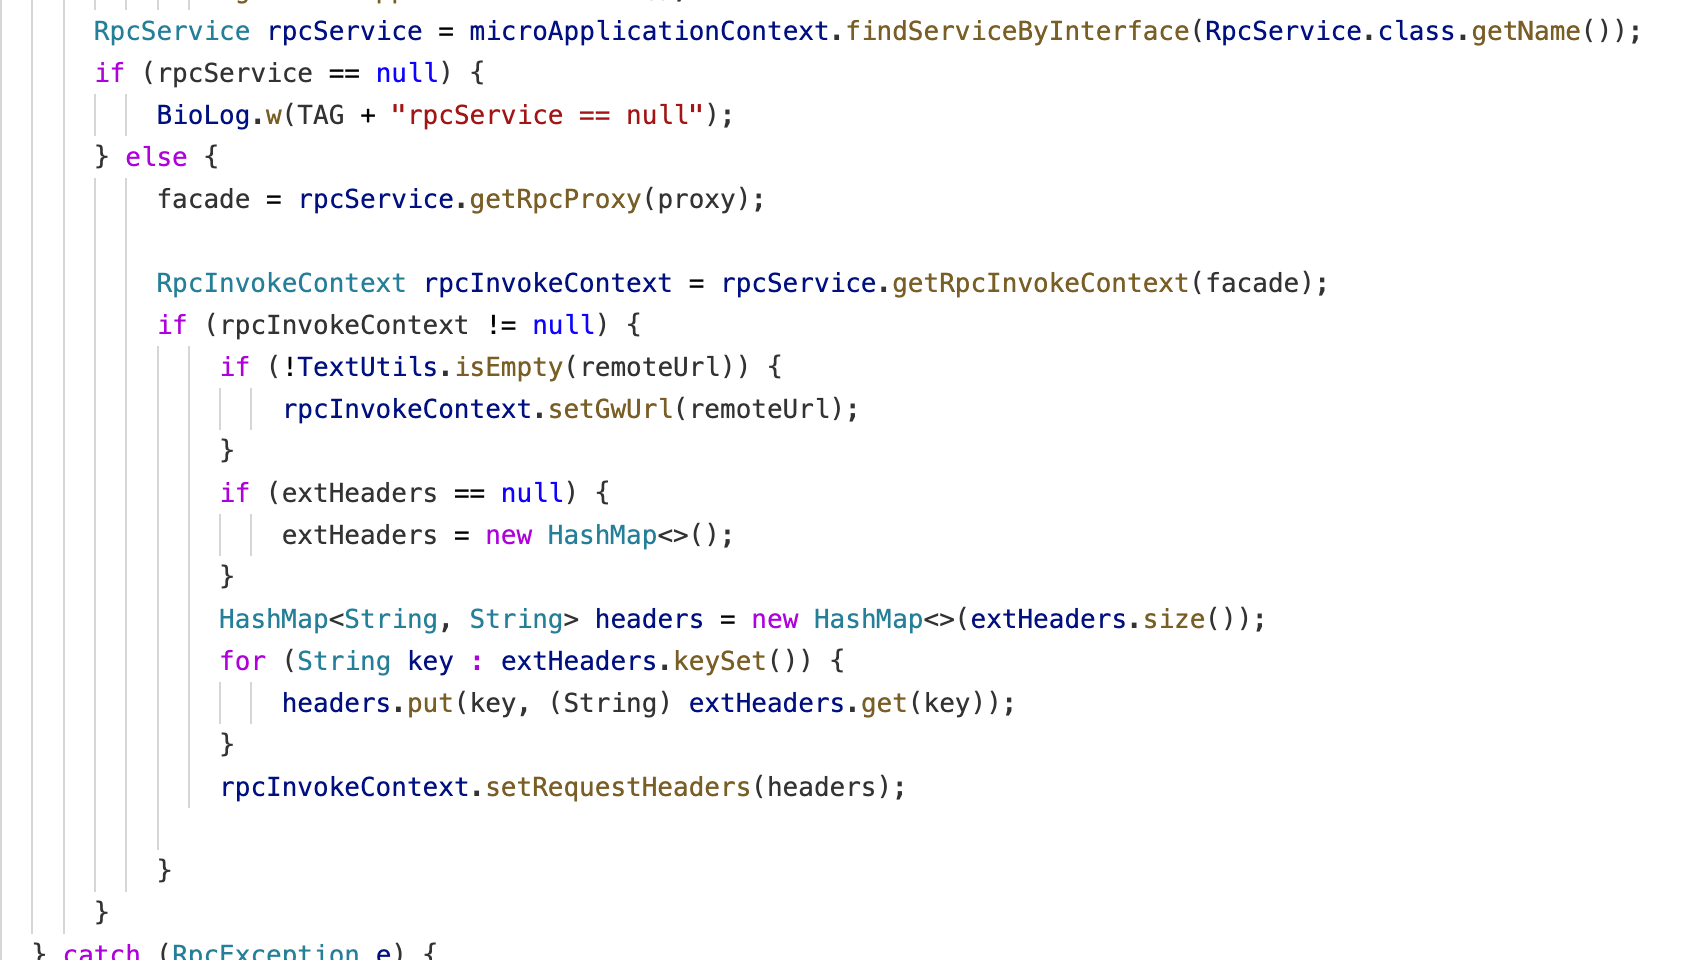 RpcService rpcService = microApplicationContext.findServiceByInterface(RpcService.class.getName());
if (rpcService == null) {
BioLog.w(TAG + "rpcService == null");
} else {
facade = rpcService.getRpcProxy(proxy);
RpcInvokeContext rpcInvokeContext = rpcService.getRpcInvokeContext(facade);
if (rpcInvokeContext != null) {
if (!TextUtils.isEmpty(remoteUrl)) {
rpcInvokeContext.setGwUrl(remoteUrl);
}
if (extHeaders == null) {
extHeaders = new HashMap<>();
}
HashMap<String, String> headers = new HashMap<>(extHeaders.size());
for (String key : extHeaders.keySet()) {
headers.put(key, (String) extHeaders.get(key));
}
rpcInvokeContext.setRequestHeaders(headers);
}
}
} catch (RpcException e) {